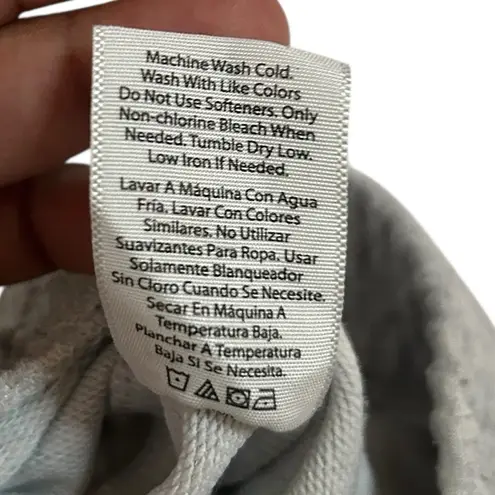 Machine Wash Cold.
Wash With Like Colors
Do Not Use Softeners. Only
Non-chlorine Bleach When
Needed. Tumble Dry Low.
Low Iron If Needed.
Lavar A Máquina Con Agua
Fría. Lavar Con Colores
Similares. No Utilizar
Suavizantes Para Ropa. Usar
Solamente Blanqueador
Sin Cloro Cuando Se Necesite.
Secar En Máquina A
Temperatura Baja.
Planchar A Temperatura
Baja Si Se Necesita.